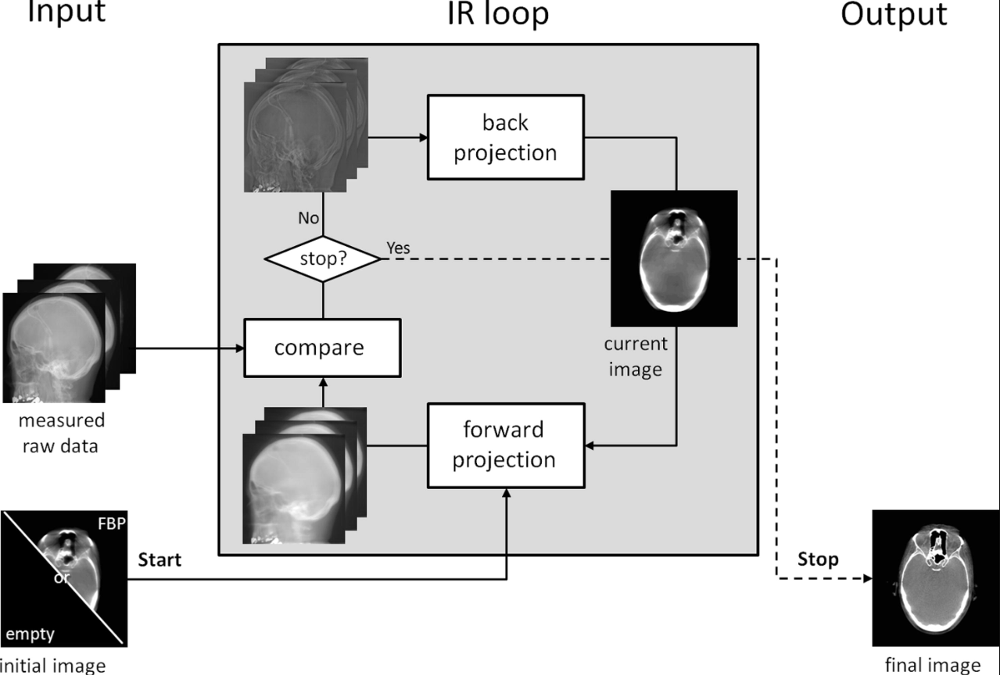 Input
IR loop
Output
back
projection
No
stop?
Yes
compare
current
image
measured
raw data
forward
projection
FBP
or
empty
Start
Stop
initial image
final image